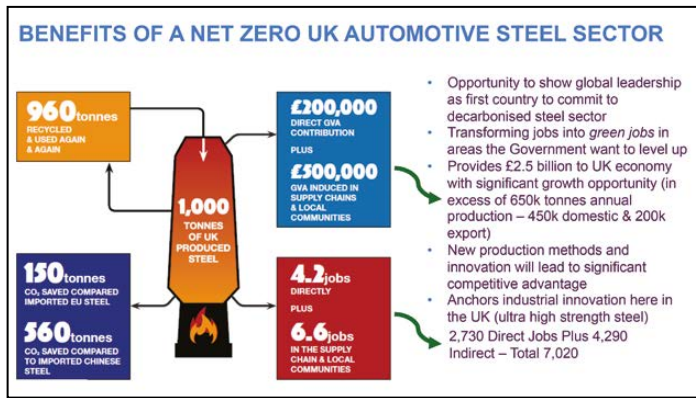 BENEFITS OF A NET ZERO UK AUTOMOTIVE STEEL SECTOR
960tonnes
RECYCLED
& USED AGAIN
& AGAIN
1,000
TONNES
OF UK
PRODUCED
STEEL
£200,000
DIRECT GVA
CONTRIBUTION
PLUS
£500,000
GVA INDUCED IN
SUPPLY CHAINS
& LOCAL
COMMUNITIES
150tonnes
CO₂ SAVED COMPARED
IMPORTED EU STEEL
560tonnes
CO₂ SAVED COMPARED
TO IMPORTED CHINESE
STEEL
4.2jobs
DIRECTLY
PLUS
6.6jobs
IN THE SUPPLY
CHAIN & LOCAL
COMMUNITIES
• Opportunity to show global leadership
as first country to commit to
decarbonised steel sector
• Transforming jobs into green jobs in
areas the Government want to level up
• Provides £2.5 billion to UK economy
with significant growth opportunity (in
excess of 650k tonnes annual
production – 450k domestic & 200k
export)
• New production methods and
innovation will lead to significant
competitive advantage
• Anchors industrial innovation here in
the UK (ultra high strength steel)
2,730 Direct Jobs Plus 4,290
Indirect – Total 7,020